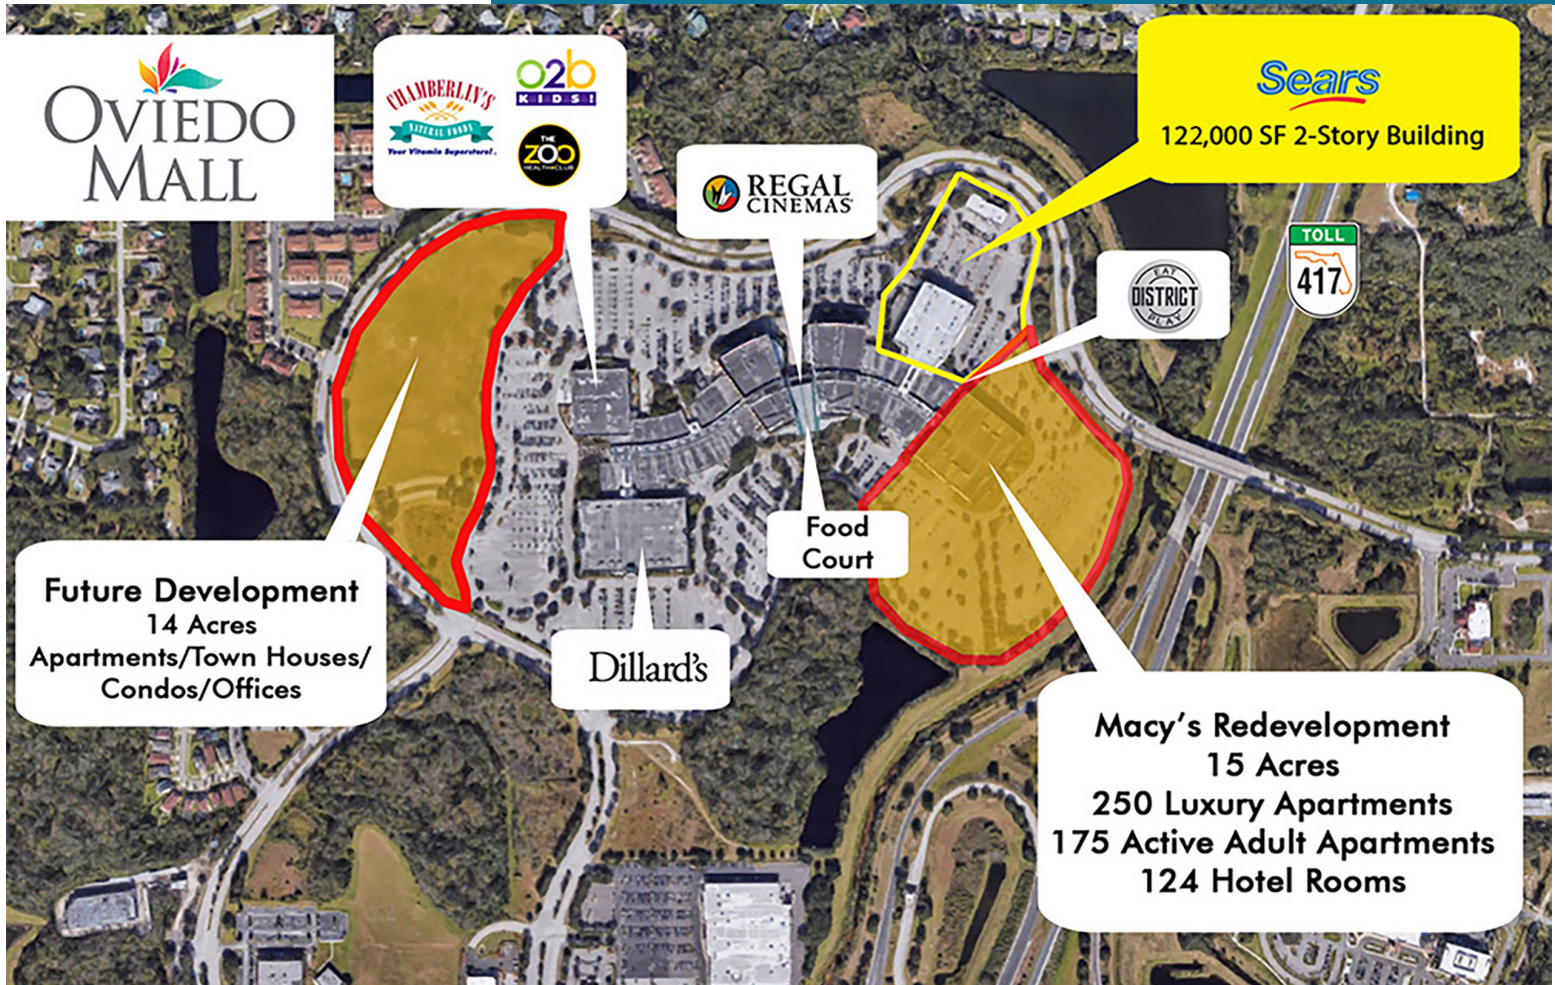 OVIEDO
MALL
CHAMBERLIN'S
NATURAL FOODS
Your Vitamin Superstore!.
O2b
KIDS!
THE
ZOO
HEALTH CLUB
REGAL
CINEMAS
Sears
122,000 SF 2-Story Building
TOLL
417
EAT
DISTRICT
PLAY
Food
Court
Future Development
14 Acres
Apartments/Town Houses/
Condos/Offices
Dillard's
Macy's Redevelopment
15 Acres
250 Luxury Apartments
175 Active Adult Apartments
124 Hotel Rooms